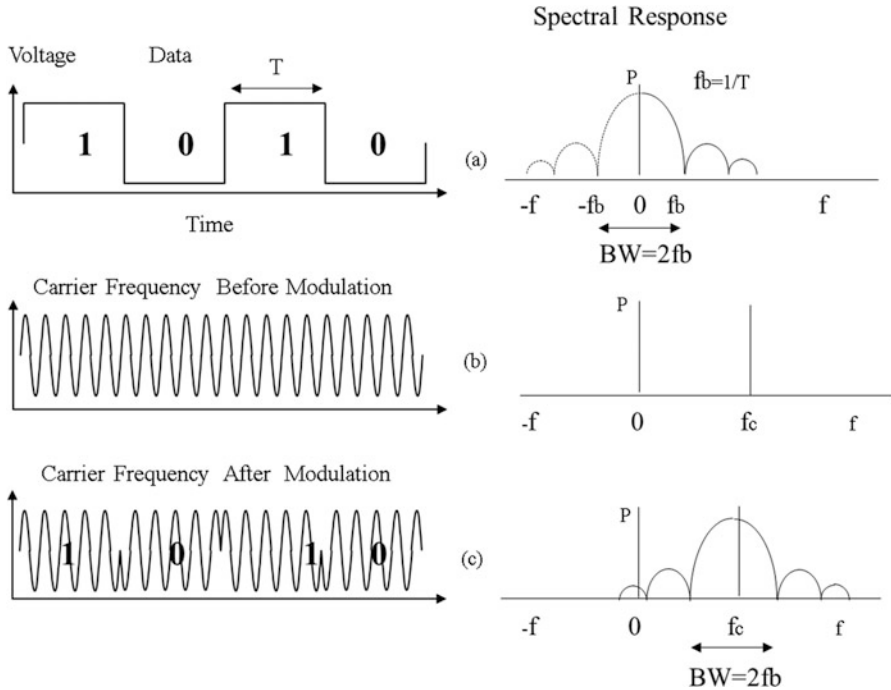 Spectral Response
Voltage Data T
P fb=1/T
1 0 1 0
(a)
-f -fb 0 fb f
Time
BW=2fb
Carrier Frequency Before Modulation
P
(b)
-f 0 fc f
Carrier Frequency After Modulation
P
1 0 1 0
(c)
-f 0 fc f
BW=2fb